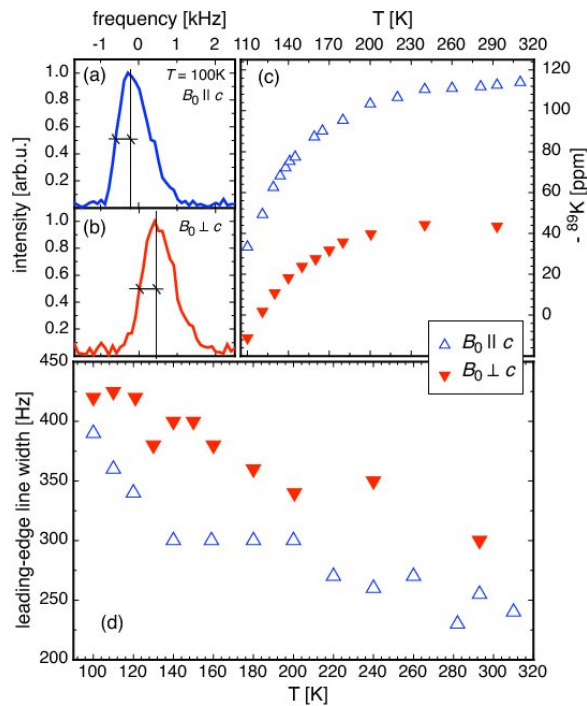 frequency [kHz]
-1 0 1 2
T [K]
110 140 170 200 230 260 290 320
(a)
T = 100K
B0 || c
(c)
1.0
0.8
0.6
0.4
0.2
120
100
80
60
40
20
0
- 89K [ppm]
intensity [arb.u.]
(b)
B0 ⊥ c
1.0
0.8
0.6
0.4
0.2
B0 || c
B0 ⊥ c
450
400
350
300
250
200
leading-edge line width [Hz]
(d)
100 120 140 160 180 200 220 240 260 280 300 320
T [K]